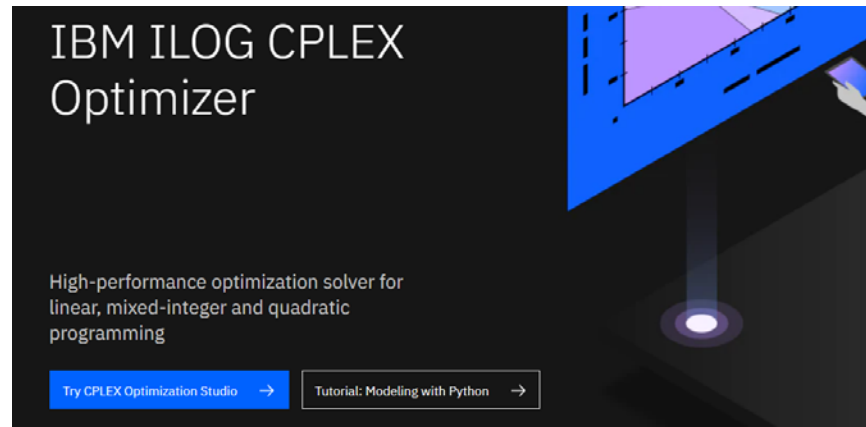 IBM ILOG CPLEX
Optimizer
High-performance optimization solver for
linear, mixed-integer and quadratic
programming
Try CPLEX Optimization Studio →
Tutorial: Modeling with Python →